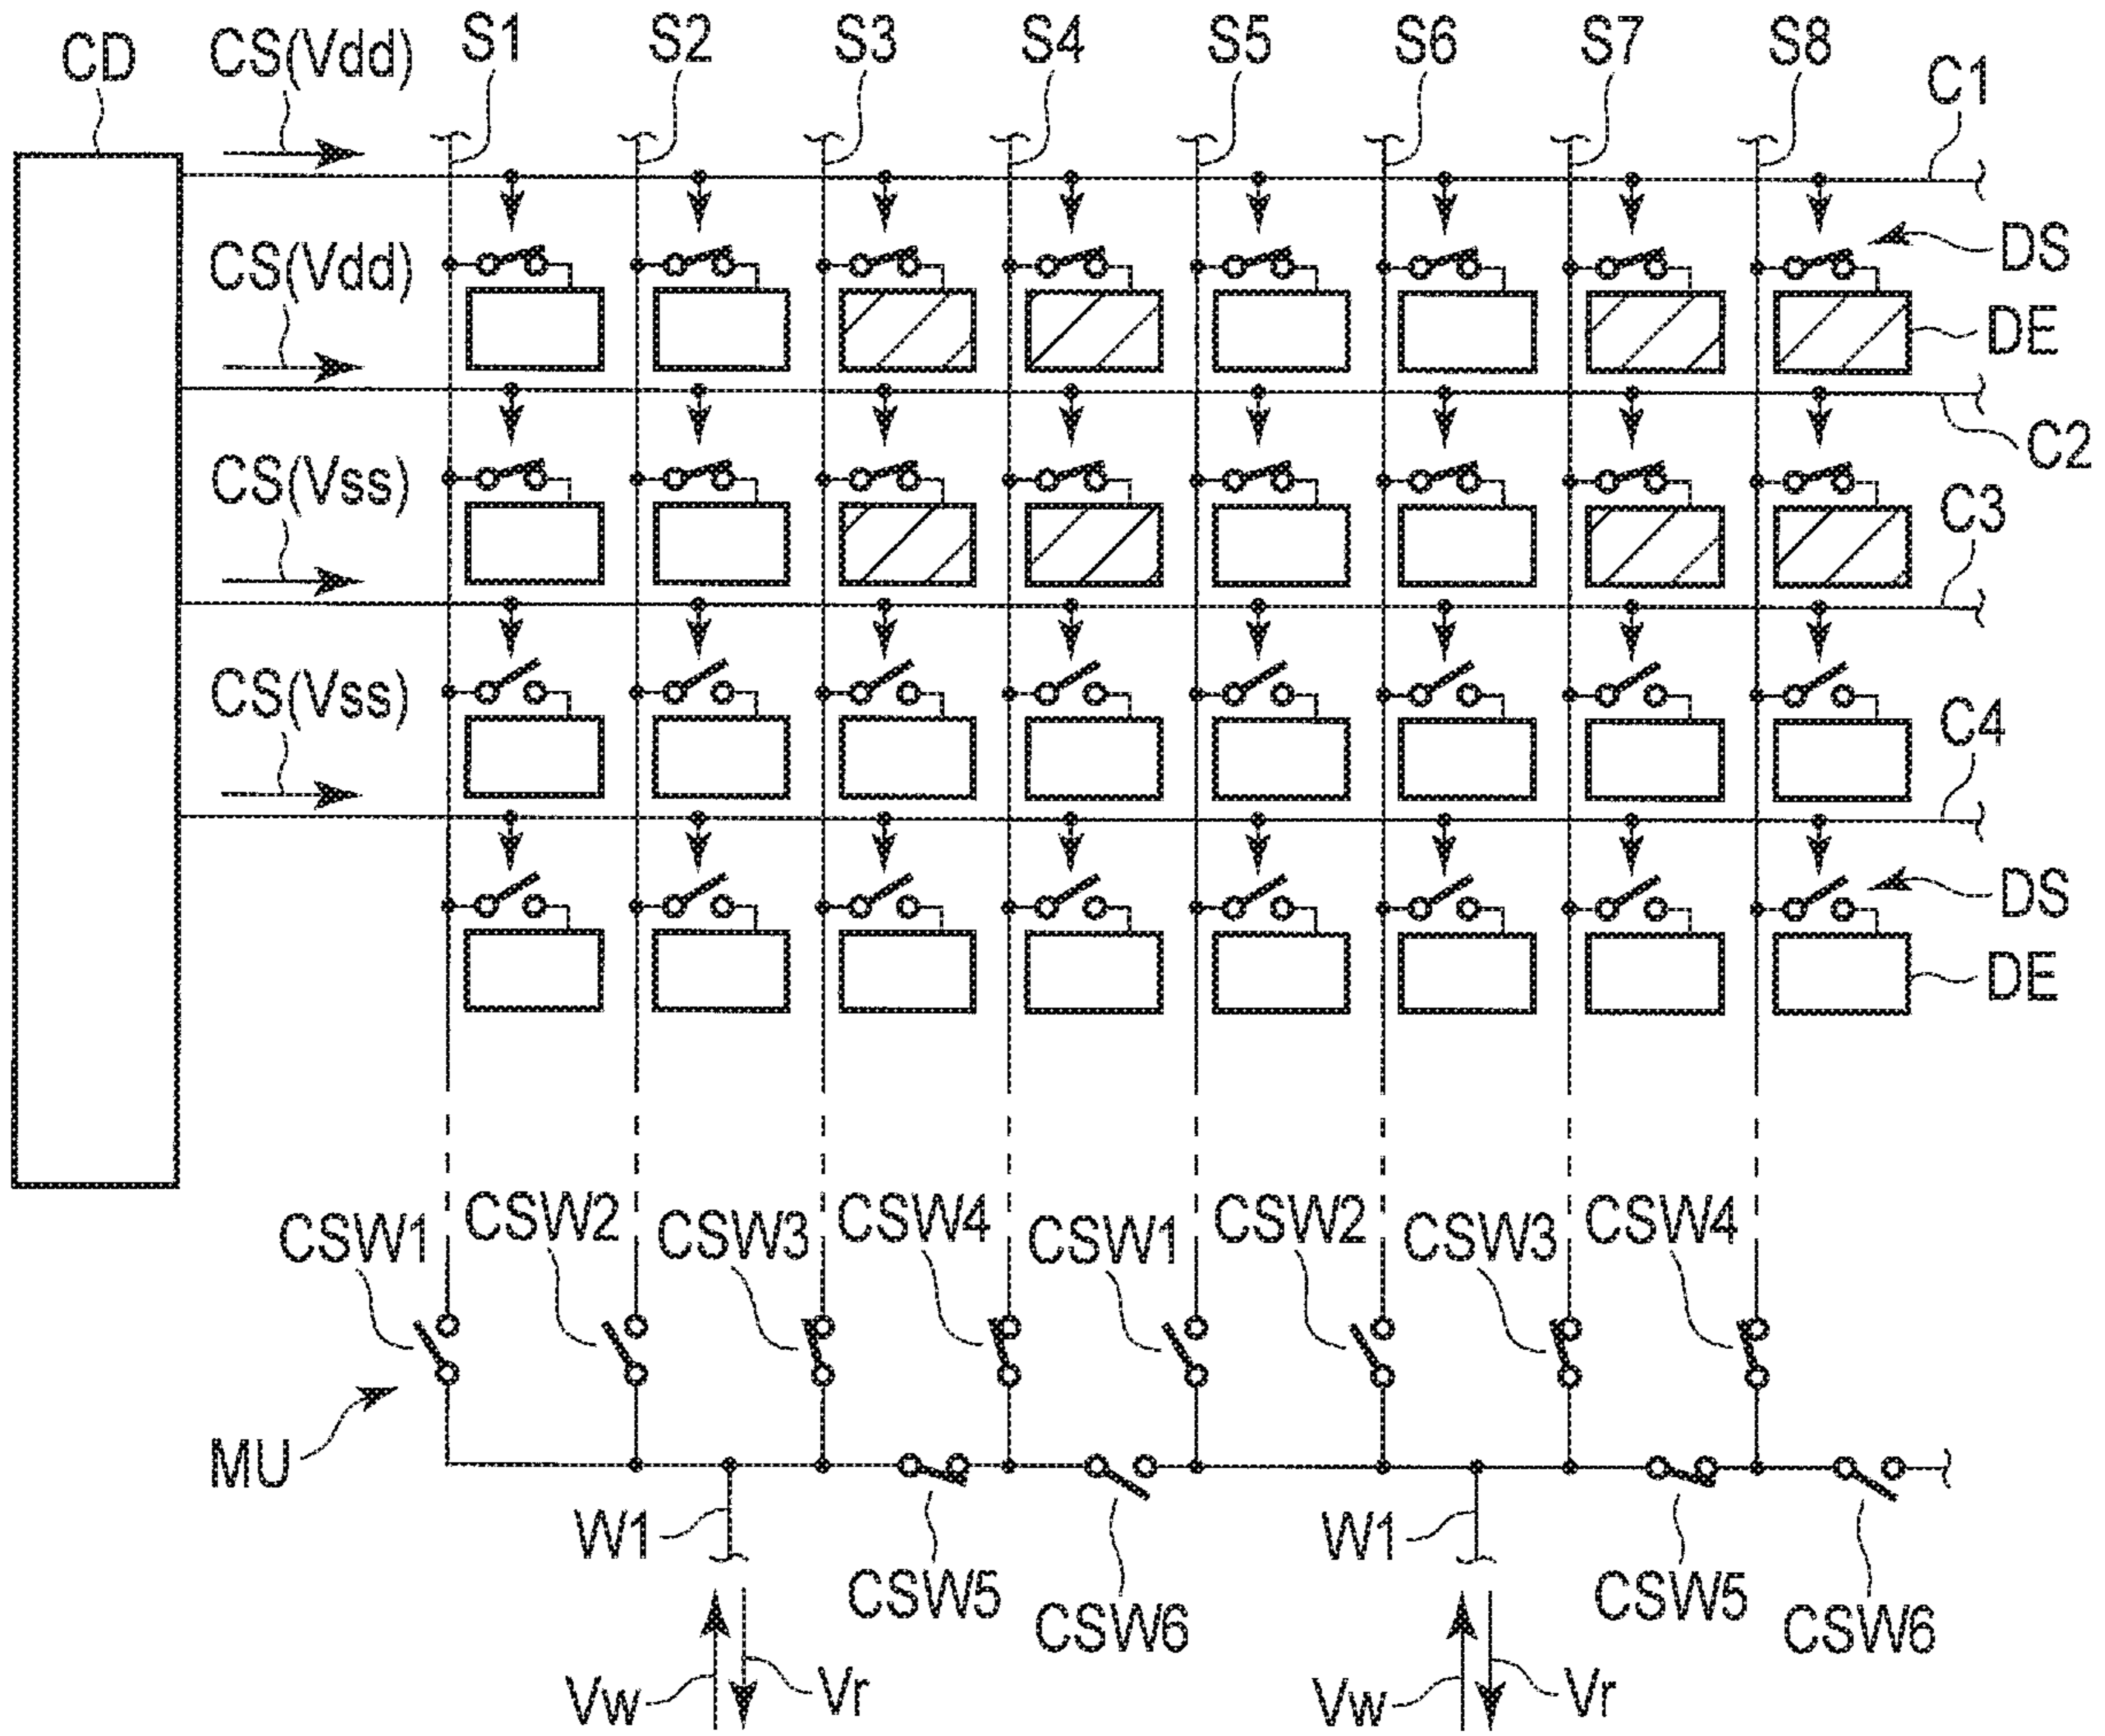 CD
CS(Vdd)
S1
S2
S3
S4
S5
S6
S7
S8
C1
CS(Vdd)
DS
DE
C2
CS(Vss)
C3
CS(Vss)
C4
DS
DE
CSW1
CSW2
CSW3
CSW4
CSW1
CSW2
CSW3
CSW4
MU
W1
CSW5
CSW6
W1
CSW5
CSW6
Vw
Vr
Vw
Vr